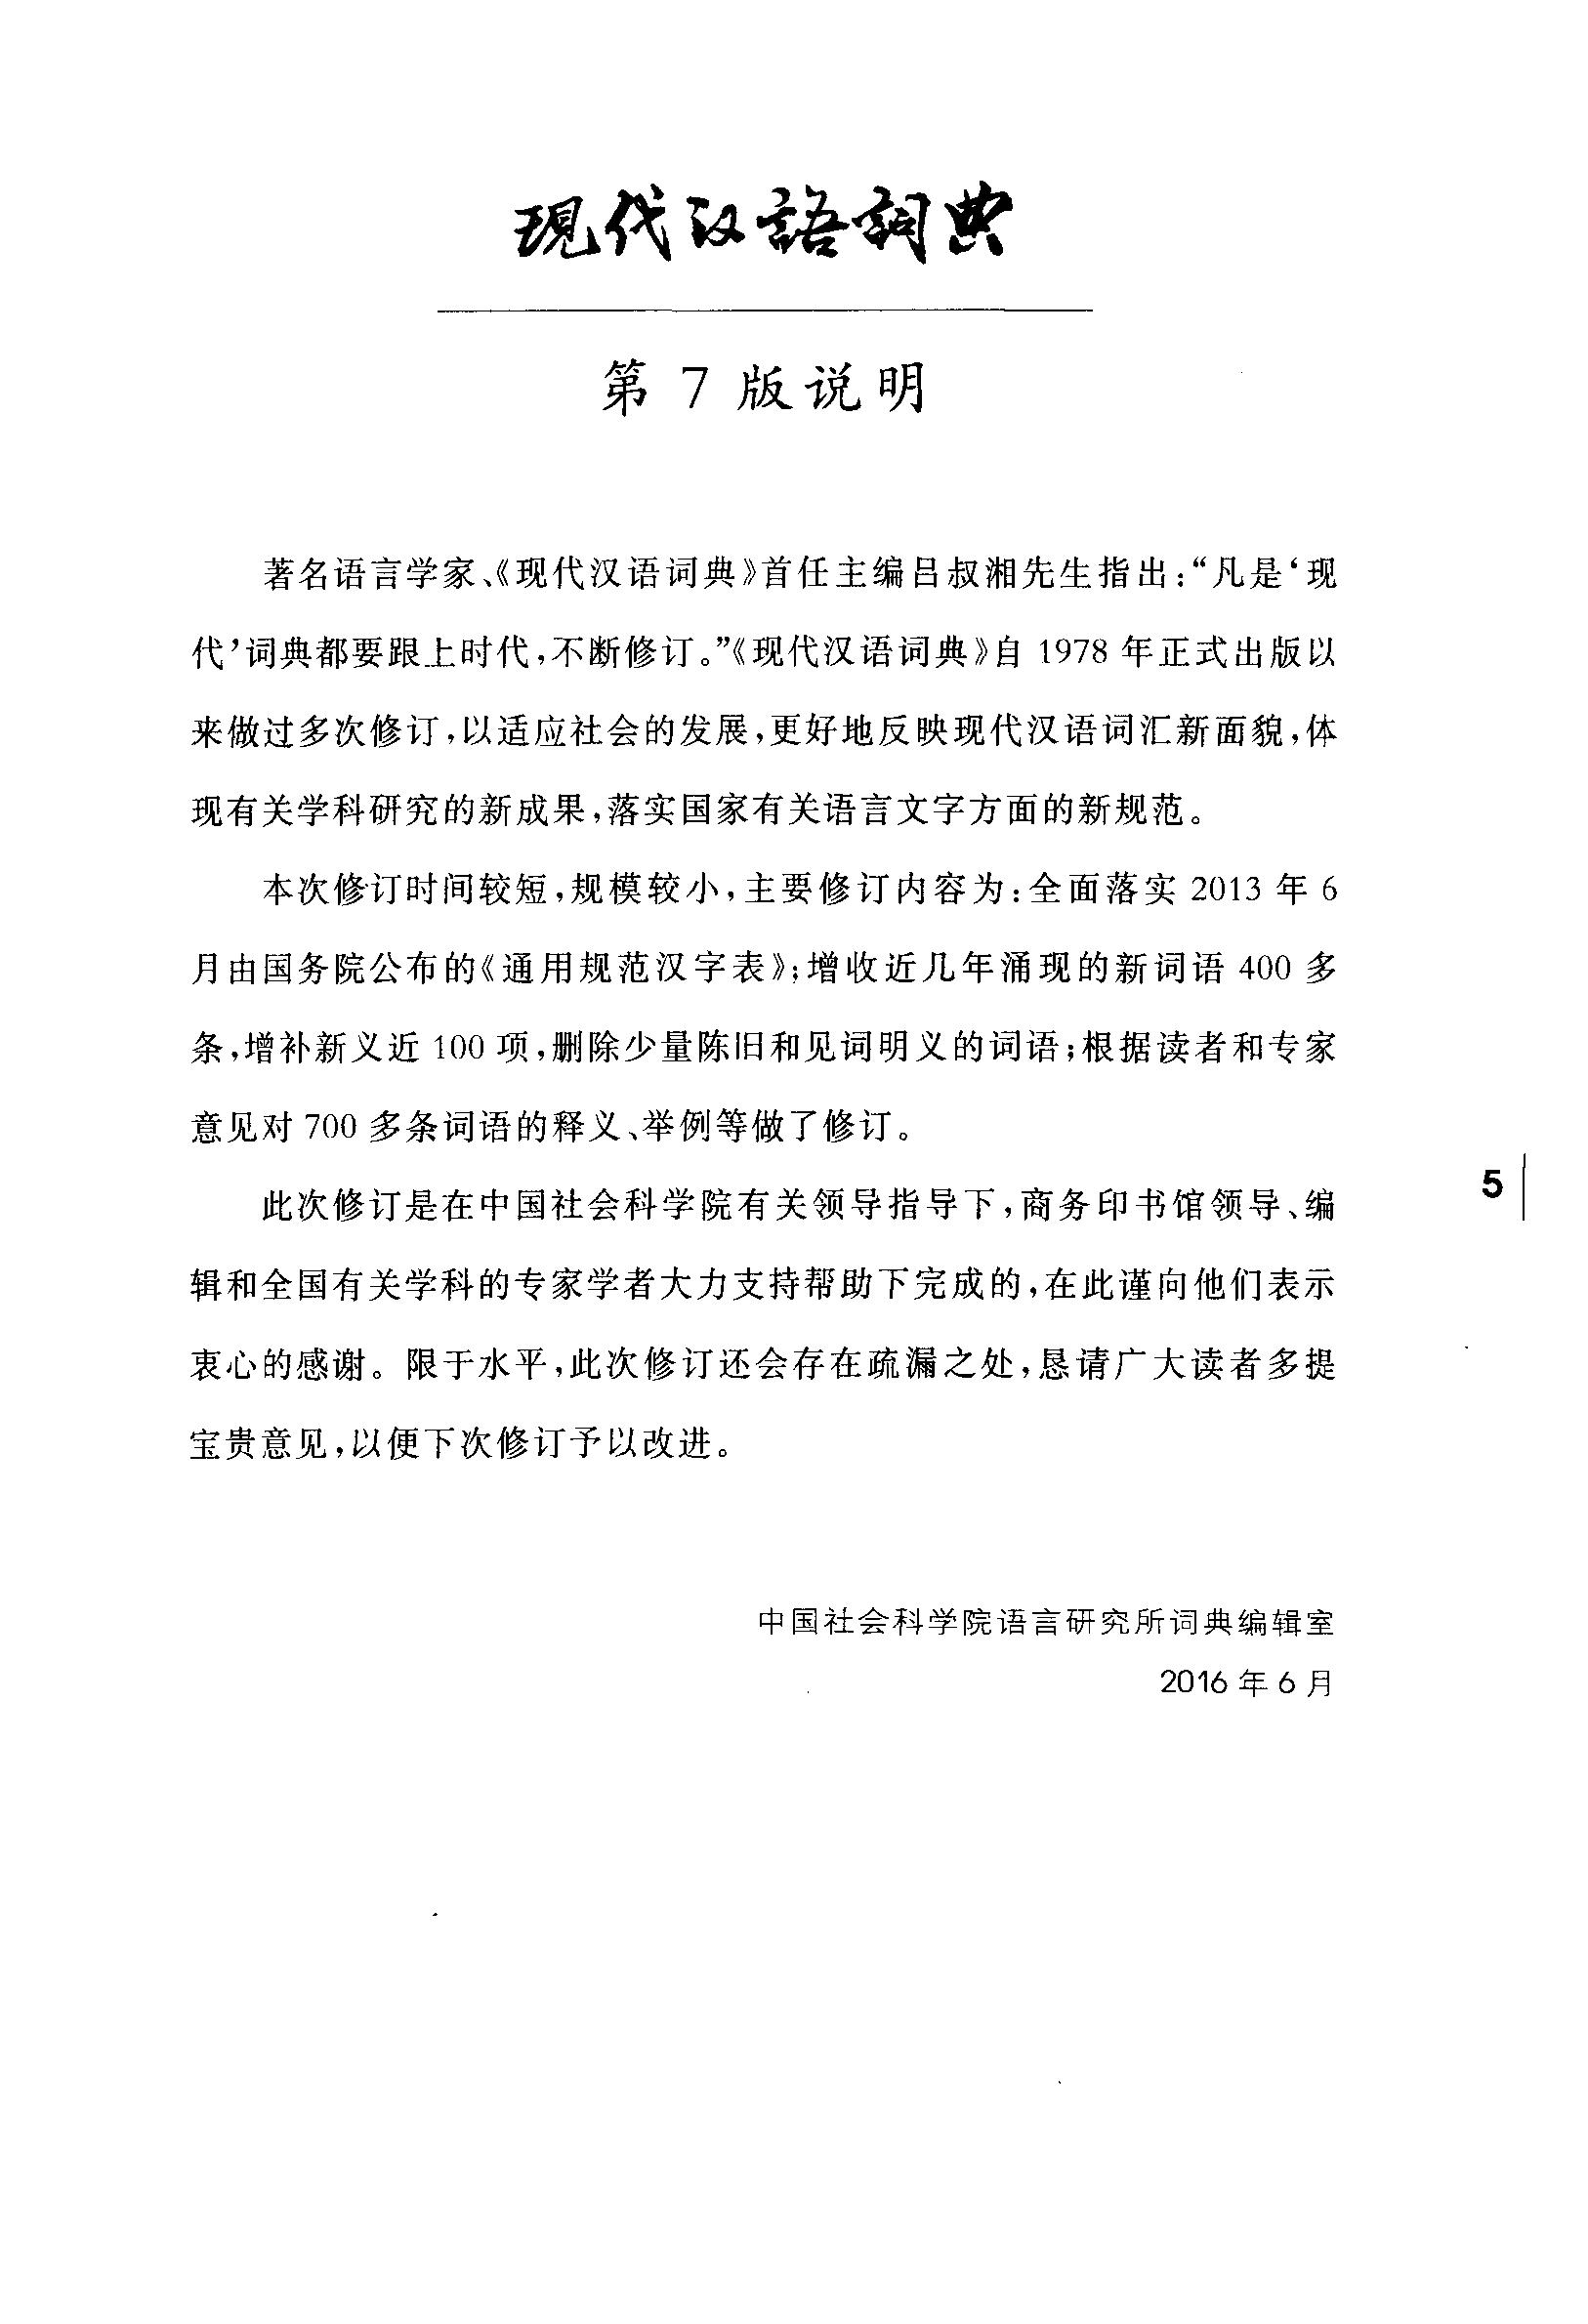 现代汉语詞典
第 7 版说明
著名语言学家、《现代汉语词典》首任主编吕叔湘先生指出：“凡是‘现
代’词典都要跟上时代，不断修订。”《现代汉语词典》自 1978 年正式出版以
来做过多次修订，以适应社会的发展，更好地反映现代汉语词汇新面貌，体
现有关学科研究的新成果，落实国家有关语言文字方面的新规范。
本次修订时间较短，规模较小，主要修订内容为：全面落实 2013 年 6
月由国务院公布的《通用规范汉字表》；增收近几年涌现的新词语 400 多
条，增补新义近 100 项，删除少量陈旧和见词明义的词语；根据读者和专家
意见对 700 多条词语的释义、举例等做了修订。
此次修订是在中国社会科学院有关领导指导下，商务印书馆领导、编
辑和全国有关学科的专家学者大力支持帮助下完成的，在此谨向他们表示
衷心的感谢。限于水平，此次修订还会存在疏漏之处，恳请广大读者多提
宝贵意见，以便下次修订予以改进。
中国社会科学院语言研究所词典编辑室
2016 年 6 月
5